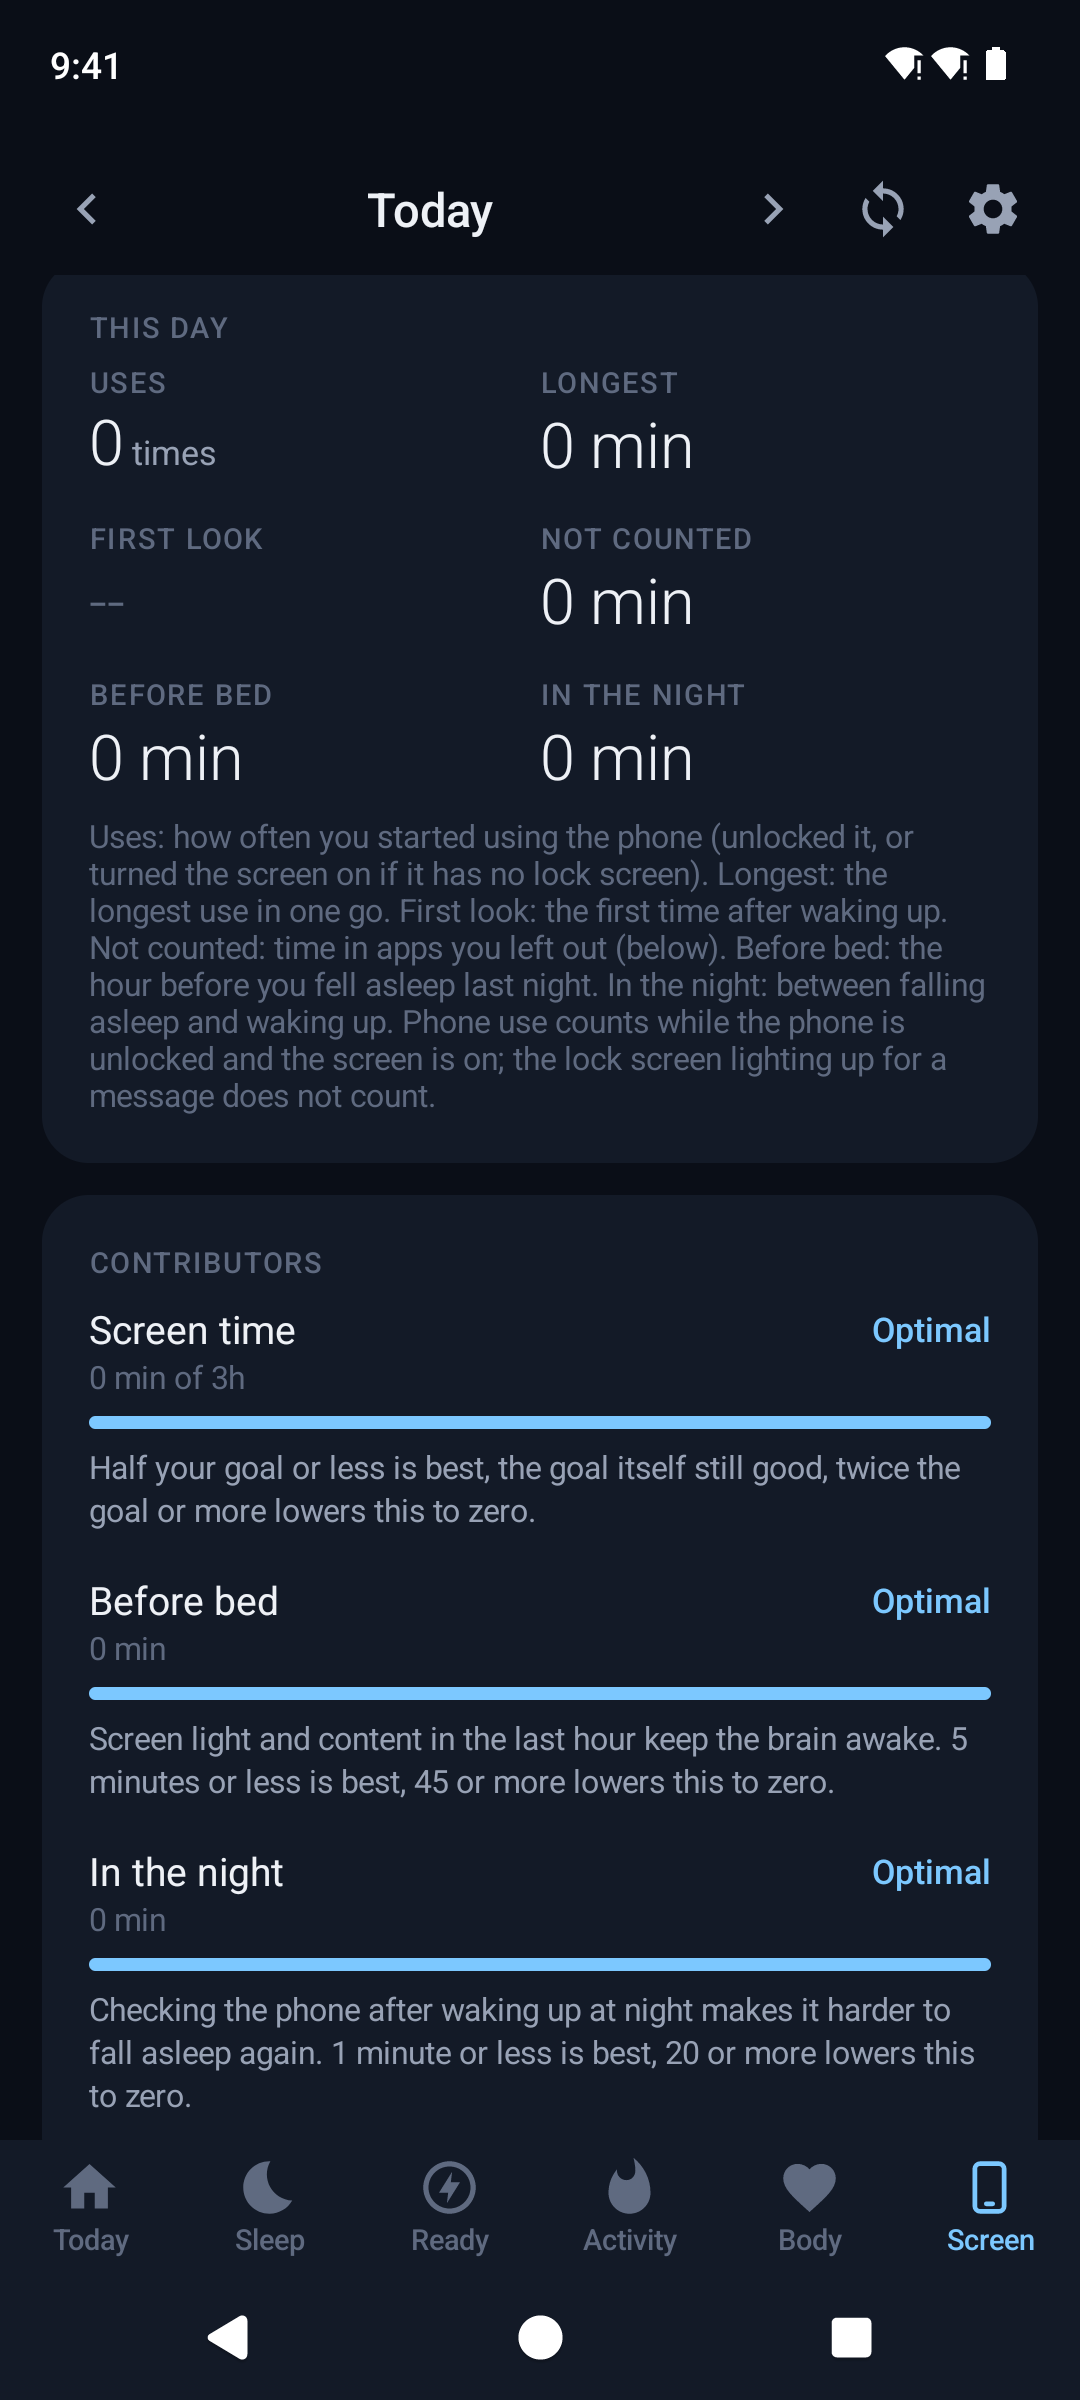 9:41
Today
THIS DAY
USES
0 times
LONGEST
0 min
FIRST LOOK
--
NOT COUNTED
0 min
BEFORE BED
0 min
IN THE NIGHT
0 min
Uses: how often you started using the phone (unlocked it, or
turned the screen on if it has no lock screen). Longest: the
longest use in one go. First look: the first time after waking up.
Not counted: time in apps you left out (below). Before bed: the
hour before you fell asleep last night. In the night: between falling
asleep and waking up. Phone use counts while the phone is
unlocked and the screen is on; the lock screen lighting up for a
message does not count.
CONTRIBUTORS
Screen time
Optimal
0 min of 3h
Half your goal or less is best, the goal itself still good, twice the
goal or more lowers this to zero.
Before bed
Optimal
0 min
Screen light and content in the last hour keep the brain awake. 5
minutes or less is best, 45 or more lowers this to zero.
In the night
Optimal
0 min
Checking the phone after waking up at night makes it harder to
fall asleep again. 1 minute or less is best, 20 or more lowers this
to zero.
Today
Sleep
Ready
Activity
Body
Screen